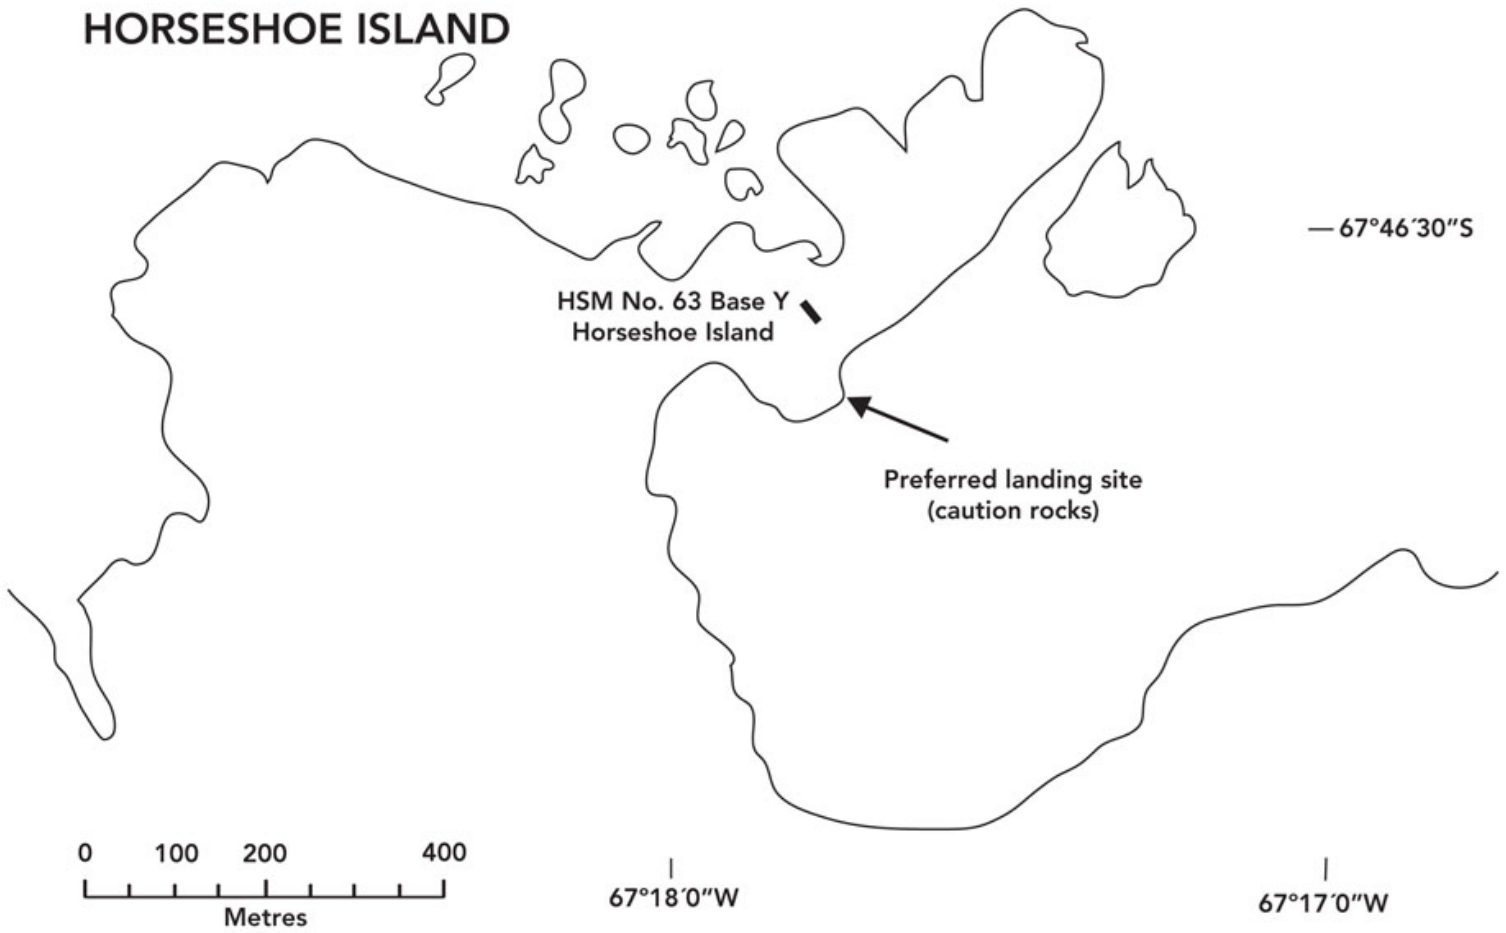 HORSESHOE ISLAND
67°46´30"S
HSM No. 63 Base Y
Horseshoe Island
Preferred landing site
(caution rocks)
0 100 200 400
Metres
67°18´0"W
67°17´0"W